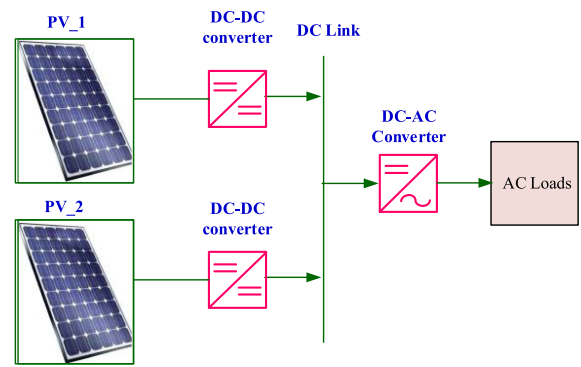 PV_1
DC-DC
converter
DC Link
DC-AC
Converter
AC Loads
PV_2
DC-DC
converter